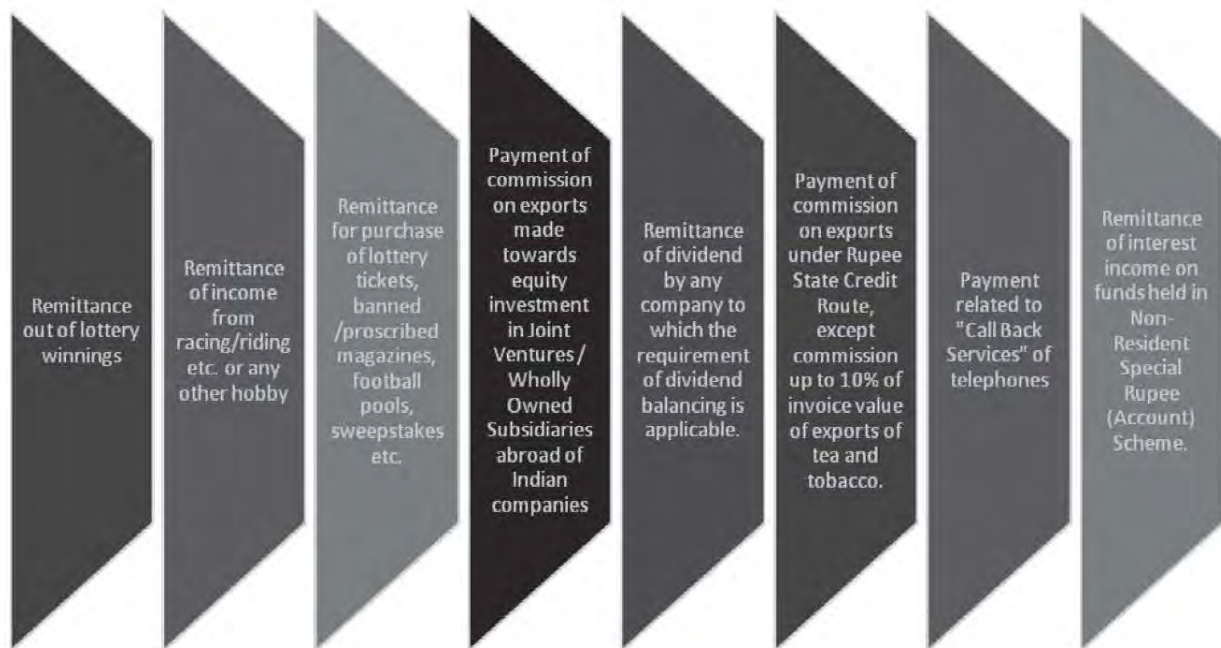 Remittance
out of lottery
winnings
Remittance
of income
from
racing/riding
etc. or any
other hobby
Remittance
for purchase
of lottery
tickets,
banned
/proscribed
magazines,
football
pools,
sweepstakes
etc.
Payment of
commission
on exports
made
towards
equity
investment
in Joint
Ventures /
Wholly
Owned
Subsidiaries
abroad of
Indian
companies
Remittance
of dividend
by any
company to
which the
requirement
of dividend
balancing is
applicable.
Payment of
commission
on exports
under Rupee
State Credit
Route,
except
commission
up to 10% of
invoice value
of exports of
tea and
tobacco.
Payment
related to
"Call Back
Services" of
telephones
Remittance
of interest
income on
funds held in
Non-
Resident
Special
Rupee
(Account)
Scheme.